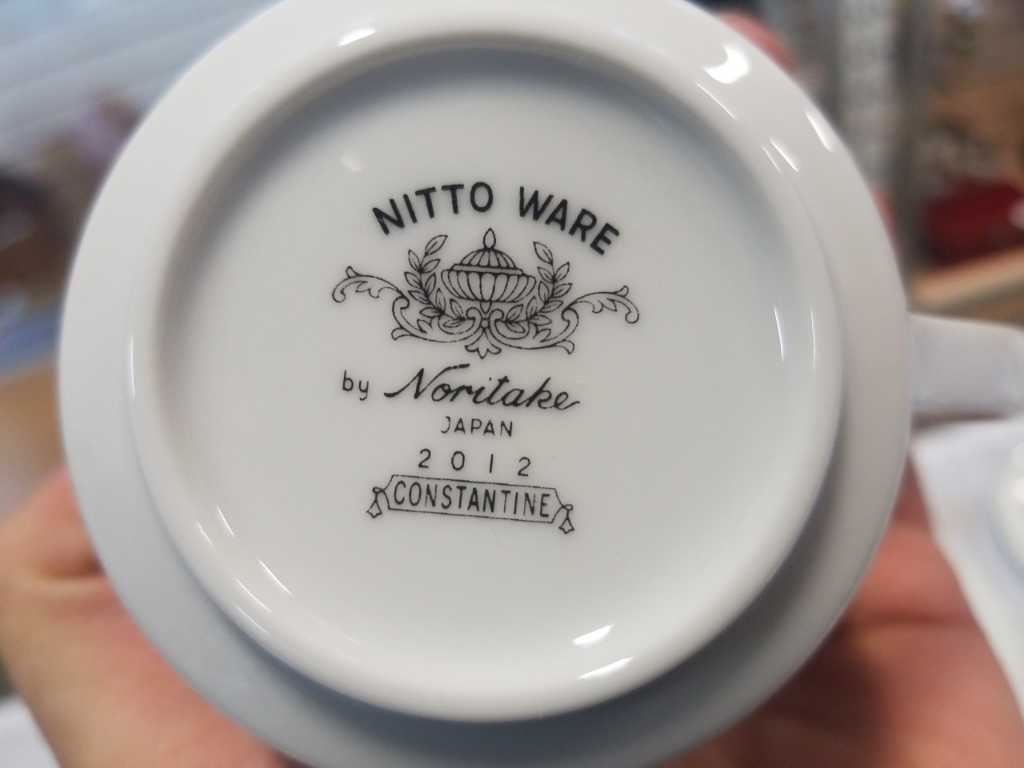 NITTO WARE
by Noritake
JAPAN
2012
CONSTANTINE